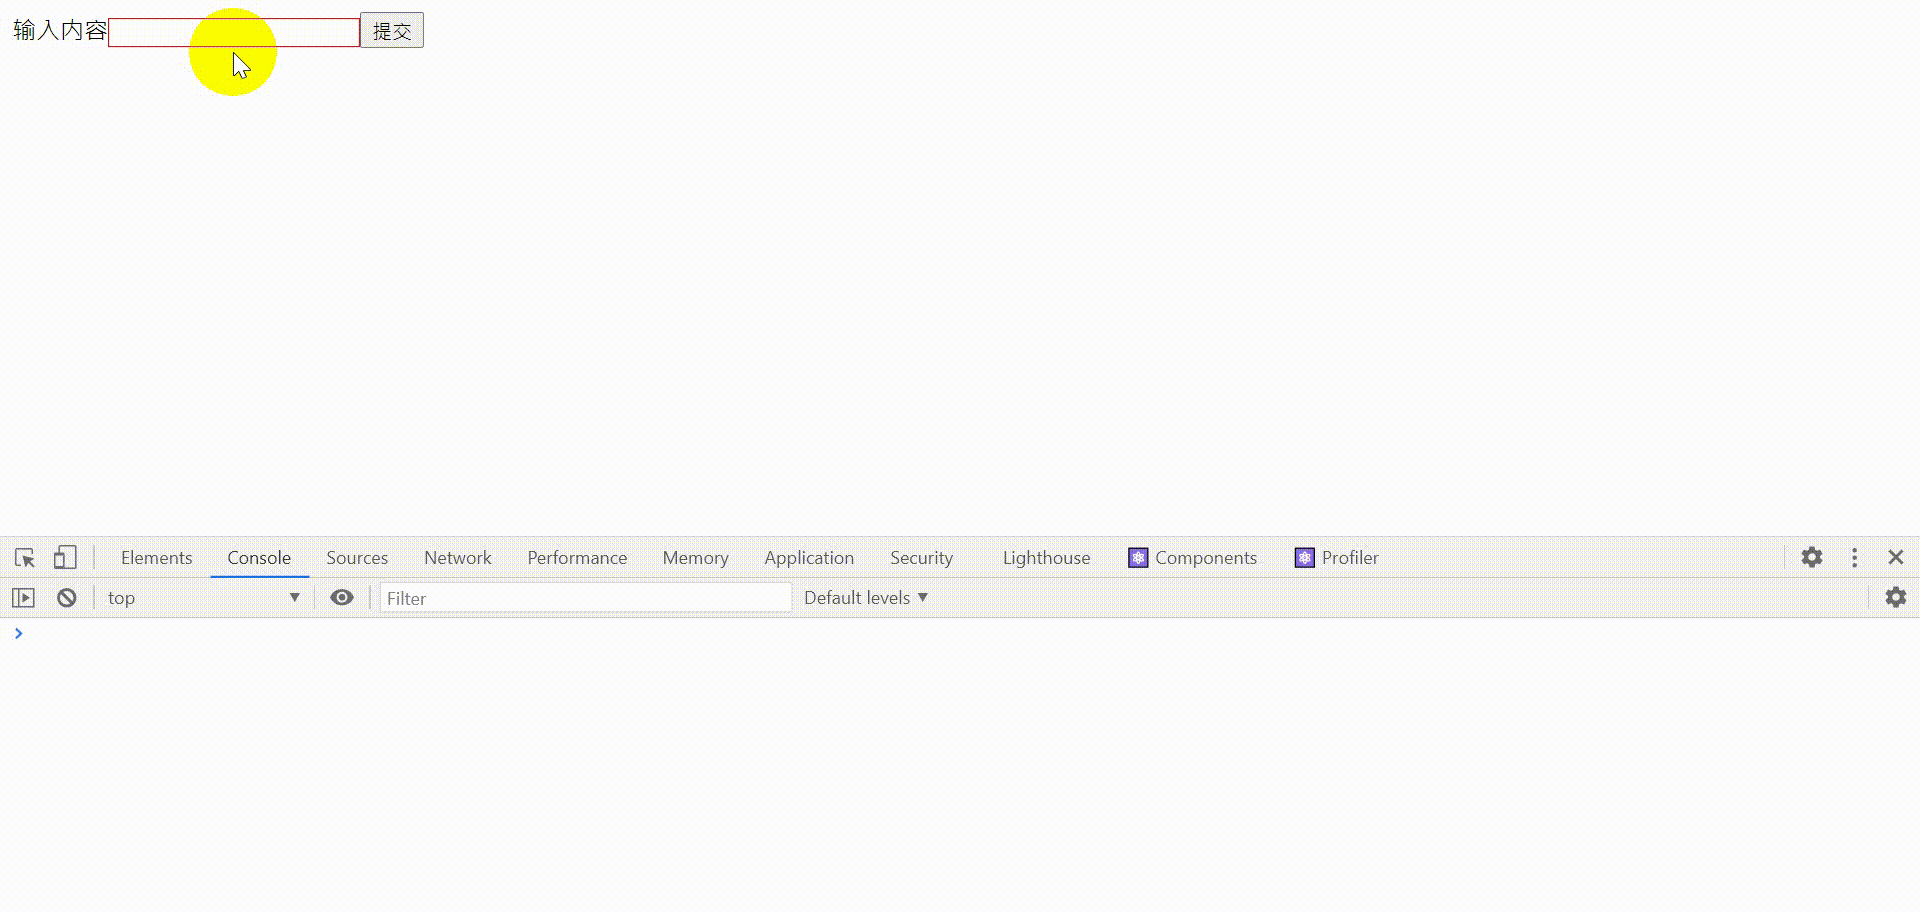 输入内容 提交
Elements Console Sources Network Performance Memory Application Security Lighthouse Components Profiler
top Filter Default levels